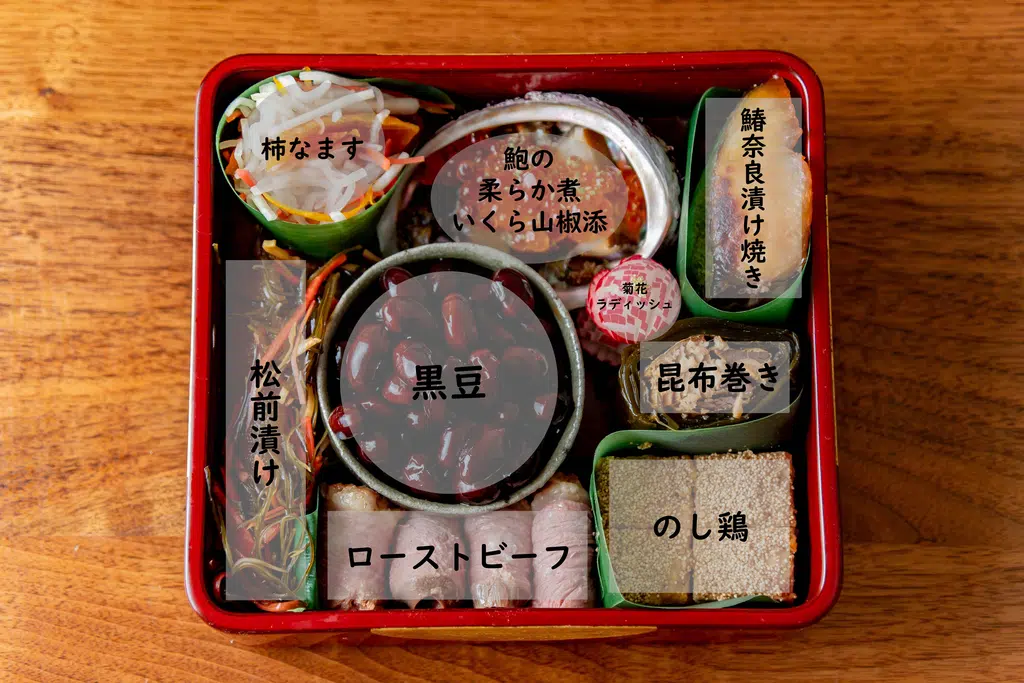 柿なます
鮑の
柔らか煮
いくら山椒添
鰆奈良漬け焼き
菊花
ラディッシュ
松前漬け
黒豆
昆布巻き
ローストビーフ
のし鶏